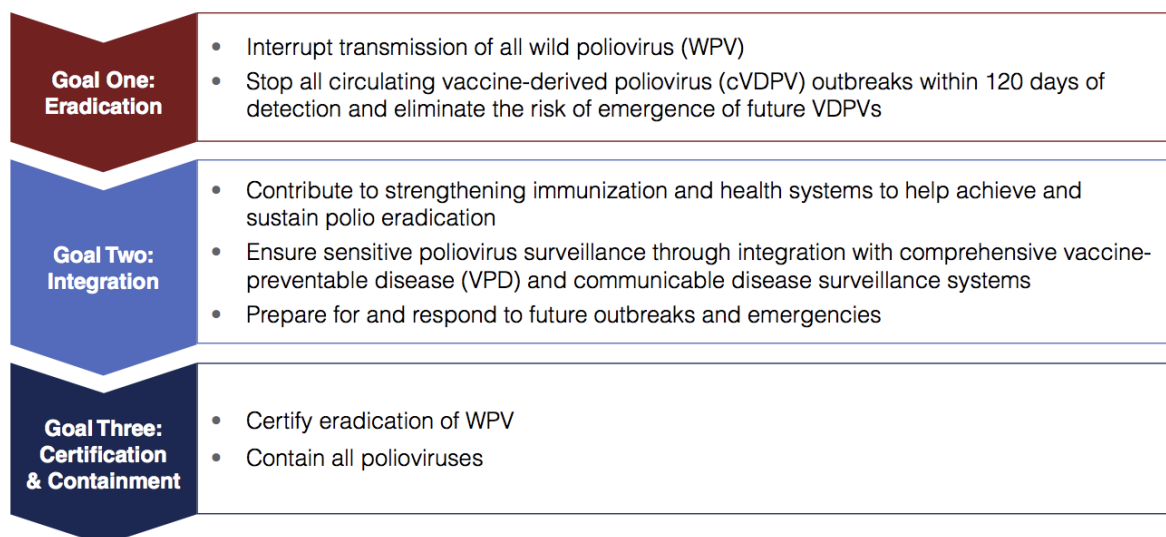 Goal One:
Eradication
• Interrupt transmission of all wild poliovirus (WPV)
• Stop all circulating vaccine-derived poliovirus (cVDPV) outbreaks within 120 days of
detection and eliminate the risk of emergence of future VDPVs
Goal Two:
Integration
• Contribute to strengthening immunization and health systems to help achieve and
sustain polio eradication
• Ensure sensitive poliovirus surveillance through integration with comprehensive vaccine-
preventable disease (VPD) and communicable disease surveillance systems
• Prepare for and respond to future outbreaks and emergencies
Goal Three:
Certification
& Containment
• Certify eradication of WPV
• Contain all polioviruses